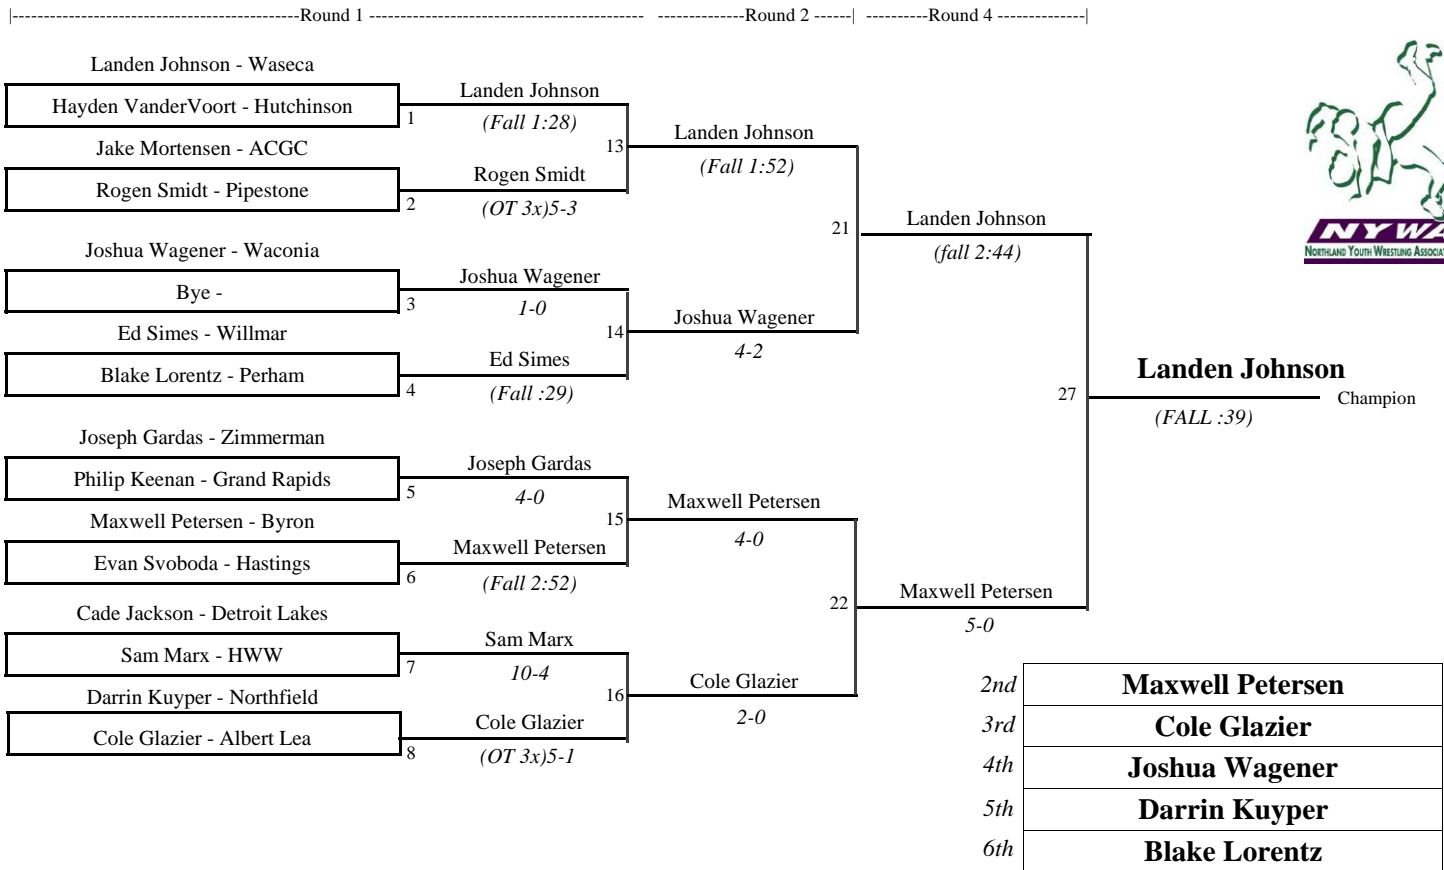 |----------------------------------------------Round 1 ------------------------------------------- --------------Round 2 ------| ----------Round 4 --------------|
Landen Johnson - Waseca
Hayden VanderVoort - Hutchinson
1
Jake Mortensen - ACGC
Rogen Smidt - Pipestone
2
Joshua Wagener - Waconia
Bye -
3
Ed Simes - Willmar
Blake Lorentz - Perham
4
Joseph Gardas - Zimmerman
Philip Keenan - Grand Rapids
5
Maxwell Petersen - Byron
Evan Svoboda - Hastings
6
Cade Jackson - Detroit Lakes
Sam Marx - HWW
7
Darrin Kuyper - Northfield
Cole Glazier - Albert Lea
8
Landen Johnson
(Fall 1:28)
13
Rogen Smidt
(OT 3x)5-3
Joshua Wagener
1-0
14
Ed Simes
(Fall :29)
Joseph Gardas
4-0
15
Maxwell Petersen
(Fall 2:52)
Sam Marx
10-4
16
Cole Glazier
(OT 3x)5-1
Landen Johnson
(Fall 1:52)
21
Joshua Wagener
4-2
Maxwell Petersen
4-0
22
Cole Glazier
2-0
Landen Johnson
(fall 2:44)
27
Maxwell Petersen
5-0
Landen Johnson
Champion
(FALL :39)
NYWA
NORTHLAND YOUTH WRESTLING ASSOCIAT
2nd Maxwell Petersen
3rd Cole Glazier
4th Joshua Wagener
5th Darrin Kuyper
6th Blake Lorentz